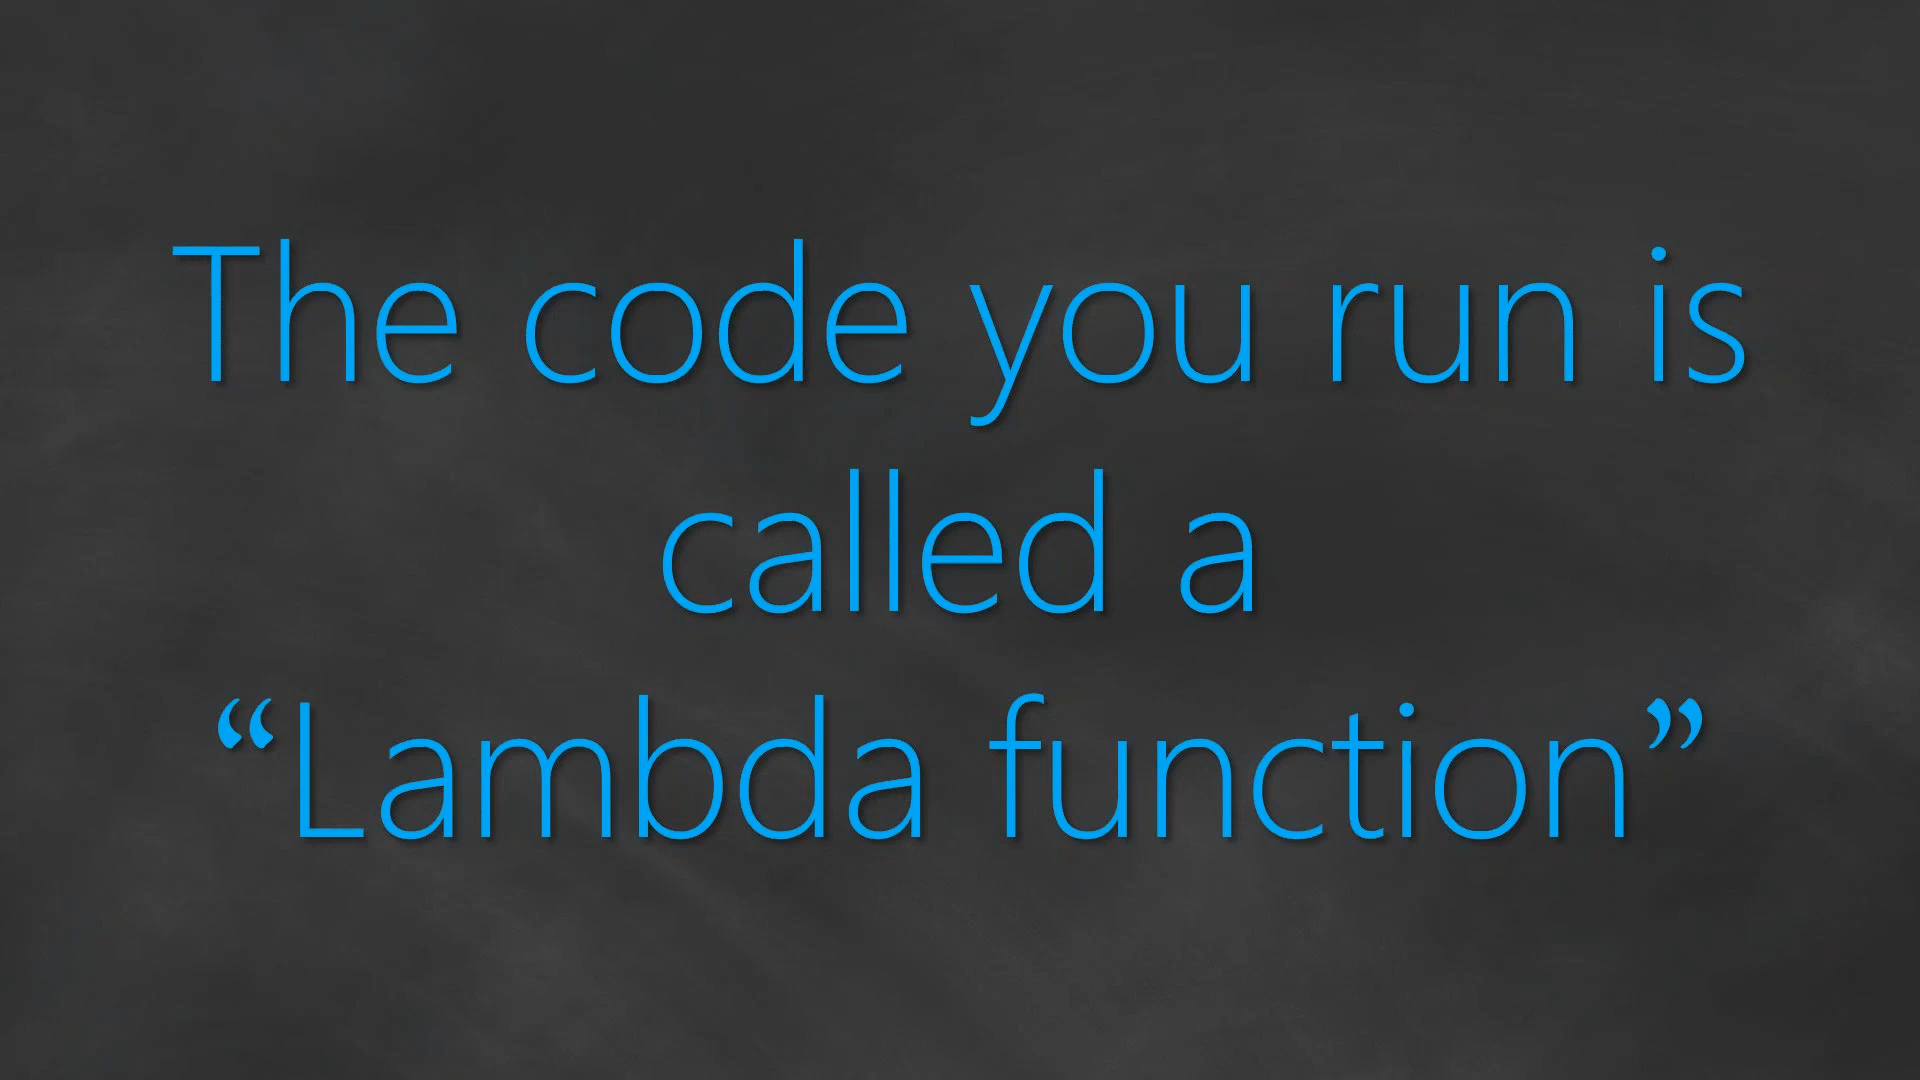 The code you run is
called a
“Lambda function”